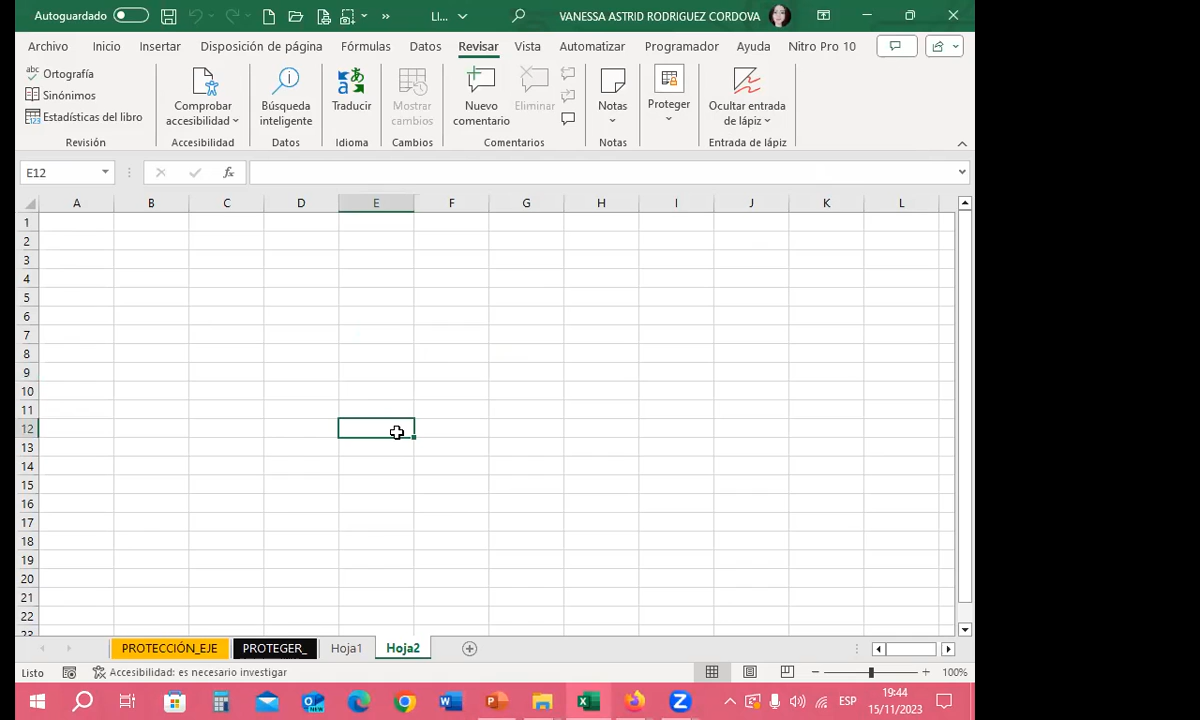 Autoguardado LI... VANESSA ASTRID RODRIGUEZ CORDOVA
Archivo Inicio Insertar Disposición de página Fórmulas Datos Revisar Vista Automatizar Programador Ayuda Nitro Pro 10
abc Ortografía
Sinónimos
123 Estadísticas del libro
Revisión
Comprobar
accesibilidad
Accesibilidad
Búsqueda
inteligente
Datos
Traducir
Idioma
Mostrar
cambios
Cambios
Nuevo
comentario
Eliminar
Comentarios
Notas
Notas
Proteger
Ocultar entrada
de lápiz
Entrada de lápiz
E12 fx
A B C D E F G H I J K L
1
2
3
4
5
6
7
8
9
10
11
12
13
14
15
16
17
18
19
20
21
22
23
PROTECCIÓN_EJE PROTEGER_ Hoja1 Hoja2
Listo Accesibilidad: es necesario investigar 100%
ESP 19:44
15/11/2023